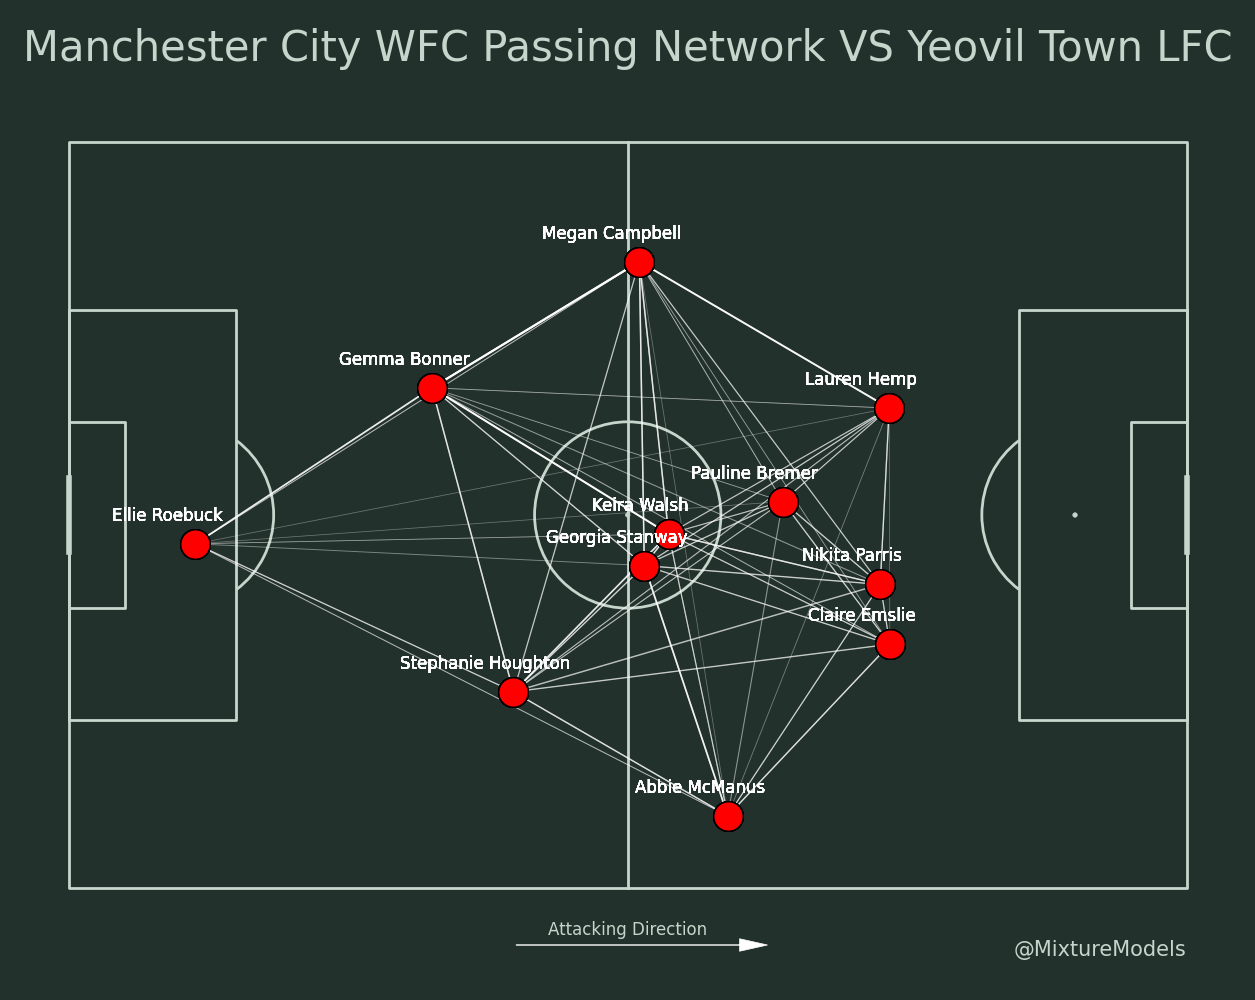 Manchester City WFC Passing Network VS Yeovil Town LFC
Megan Campbell
Gemma Bonner
Lauren Hemp
Pauline Bremer
Keira Walsh
Ellie Roebuck
Georgia Stanway
Nikita Parris
Claire Emslie
Stephanie Houghton
Abbie McManus
Attacking Direction
@MixtureModels